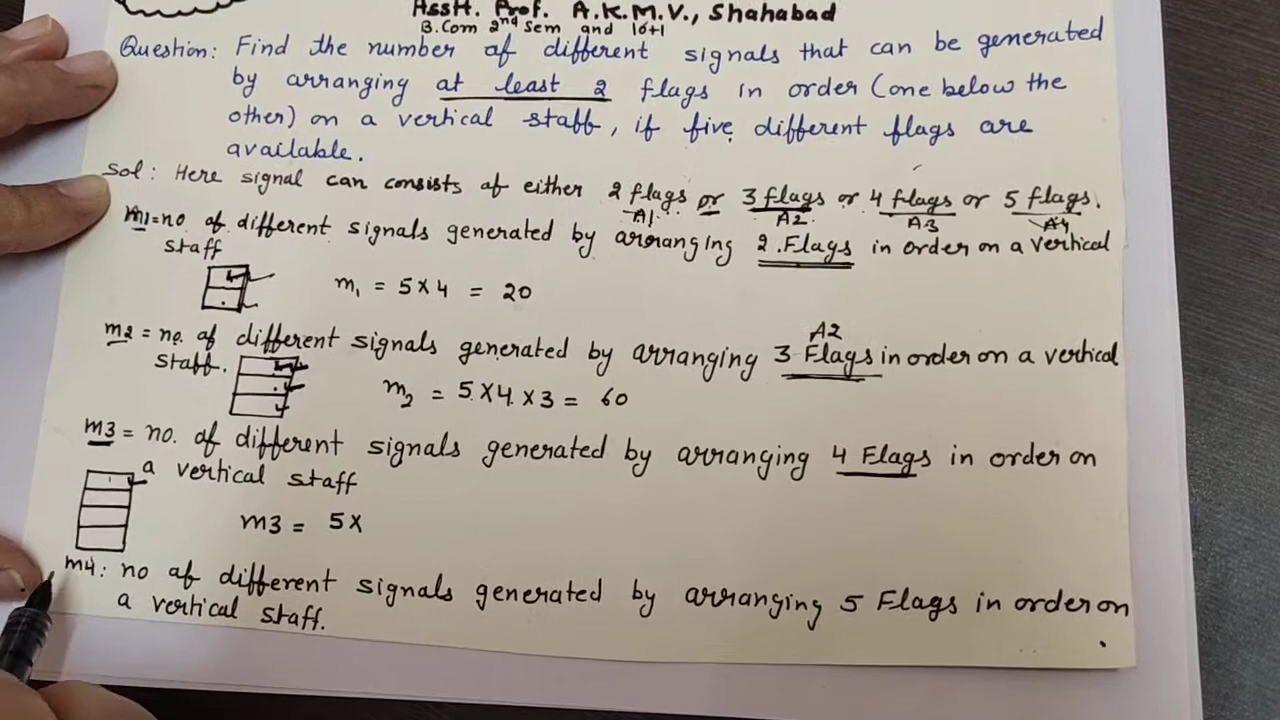 Asstt. Prof. A.K.M.V., Shahabad
B.Com 2nd Sem and 10+1
Question: Find the number of different signals that can be generated
by arranging at least 2 flags in order (one below the
other) on a vertical staff, if five different flags are
available.
Sol: Here signal can consists of either 2 flags or 3 flags or 4 flags or 5 flags.
A1 A2 A3 A4
m1=no of different signals generated by arranging 2 Flags in order on a vertical
staff
m1 = 5×4 = 20
A2
m2 = no. of different signals generated by arranging 3 Flags in order on a vertical
staff.
m2 = 5×4×3 = 60
m3 = no. of different signals generated by arranging 4 Flags in order on
a vertical staff
m3 = 5×
m4: no of different signals generated by arranging 5 Flags in order on
a vertical staff.